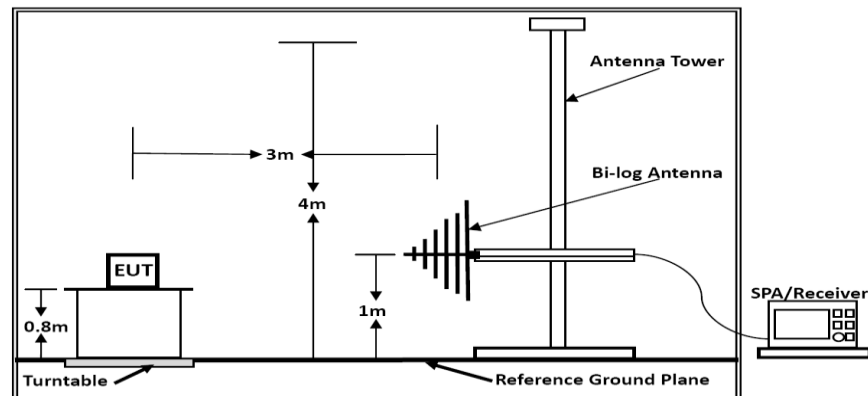 Antenna Tower
3m
Bi-log Antenna
4m
EUT
SPA/Receiver
0.8m
1m
Turntable
Reference Ground Plane